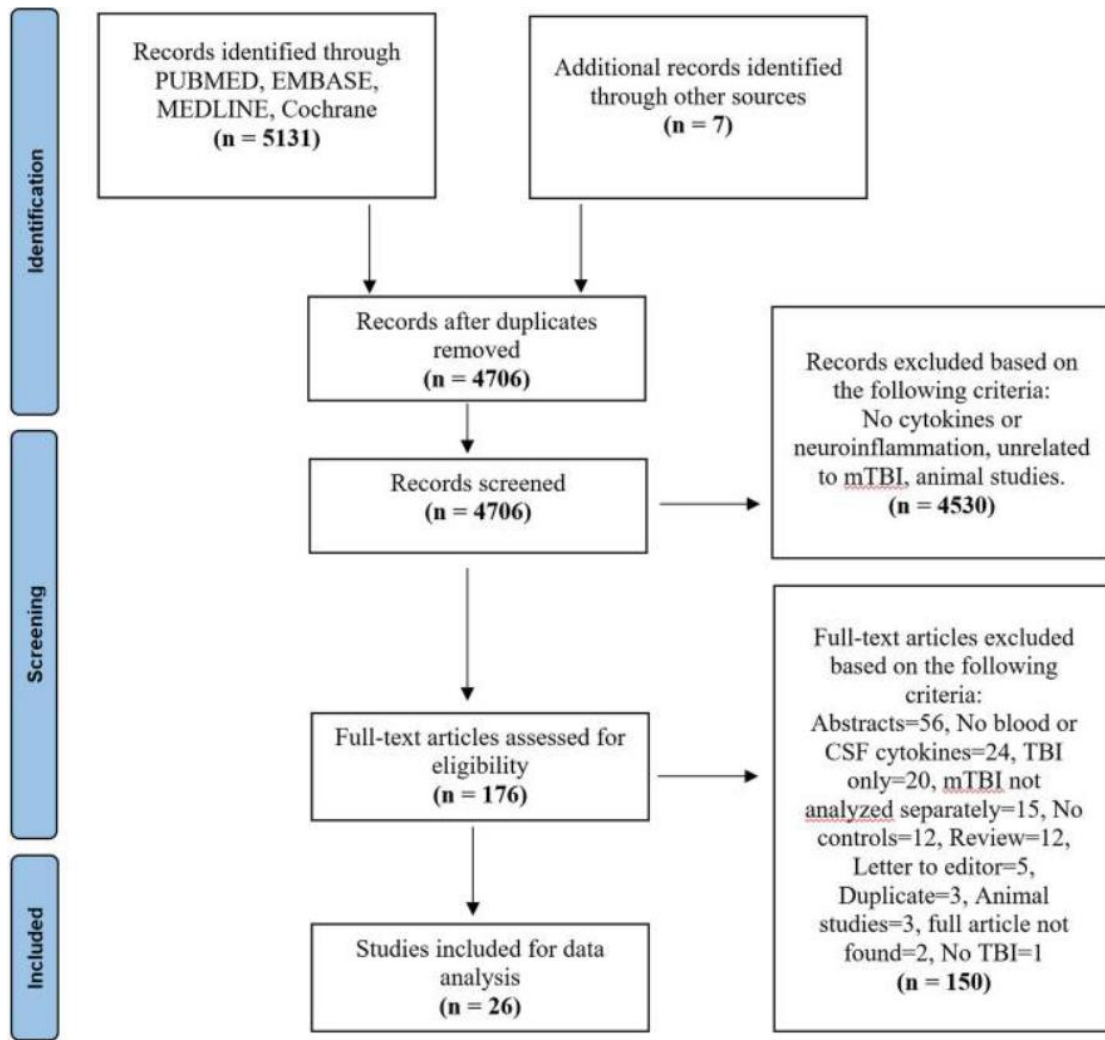 Identification
Records identified through
PUBMED, EMBASE,
MEDLINE, Cochrane
(n = 5131)
Additional records identified
through other sources
(n = 7)
Records after duplicates
removed
(n = 4706)
Screening
Records screened
(n = 4706)
Records excluded based on
the following criteria:
No cytokines or
neuroinflammation, unrelated
to mTBI, animal studies.
(n = 4530)
Full-text articles assessed for
eligibility
(n = 176)
Full-text articles excluded
based on the following
criteria:
Abstracts=56, No blood or
CSF cytokines=24, TBI
only=20, mTBI not
analyzed separately=15, No
controls=12, Review=12,
Letter to editor=5,
Duplicate=3, Animal
studies=3, full article not
found=2, No TBI=1
(n = 150)
Included
Studies included for data
analysis
(n = 26)